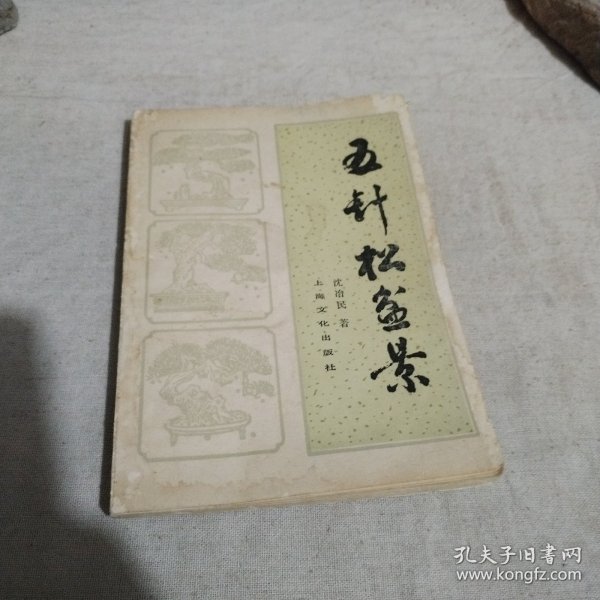 五针松盆景
沈冶民 著
上海文化出版社
孔夫子旧书网
www.kongfz.com